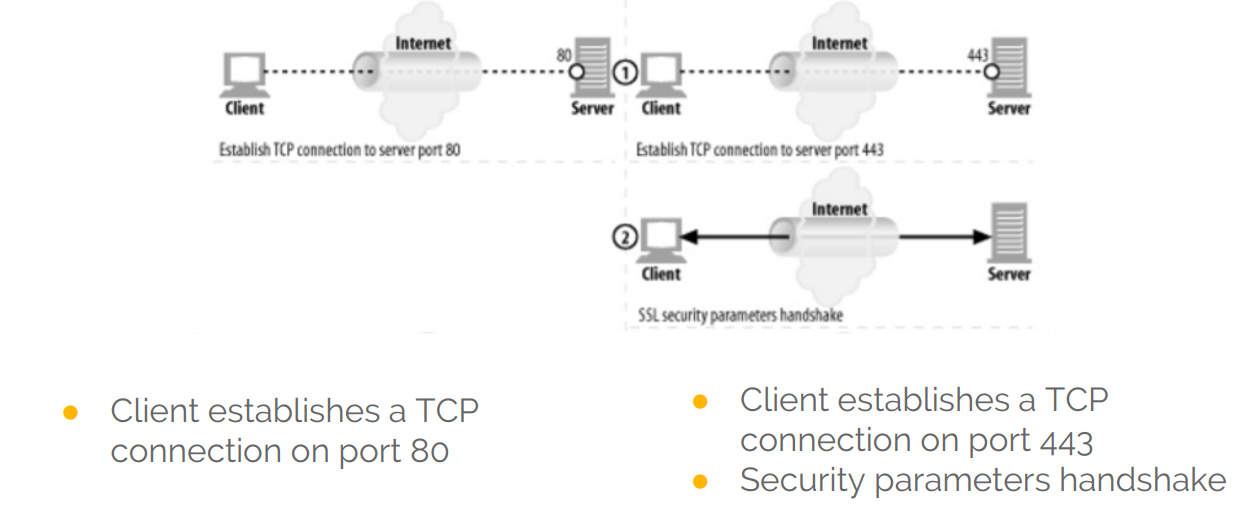 Internet
80
Client
Server
Establish TCP connection to server port 80
1
Internet
443
Client
Server
Establish TCP connection to server port 443
2
Internet
Client
Server
SSL security parameters handshake
● Client establishes a TCP
connection on port 80
● Client establishes a TCP
connection on port 443
● Security parameters handshake